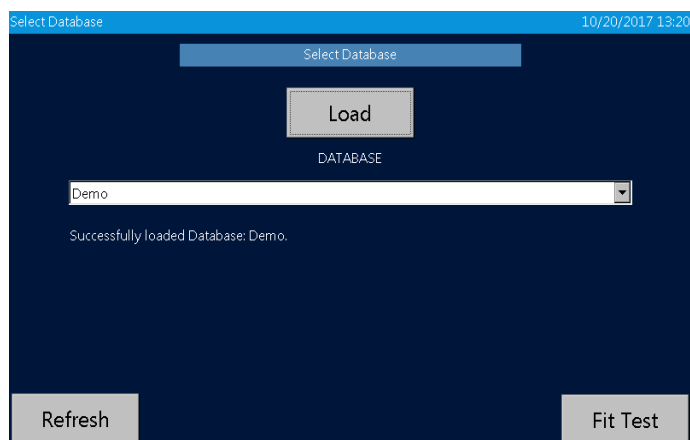 Select Database 10/20/2017 13:20
Select Database
Load
DATABASE
Demo
Successfully loaded Database: Demo.
Refresh Fit Test